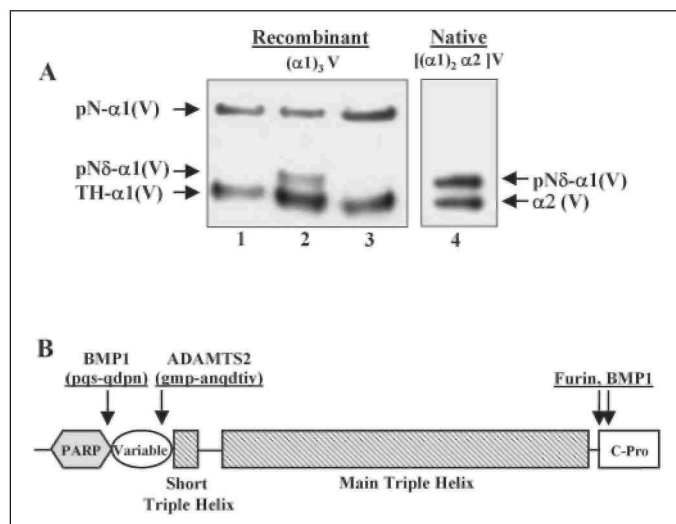 Recombinant Native
A (α1)₃ V [(α1)₂ α2 ]V
pN-α1(V)
pNδ-α1(V) pNδ-α1(V)
TH-α1(V) α2 (V)
1 2 3 4
B BMP1 ADAMTS2
(pqs-qdpn) (gmp-anqdtiv) Furin, BMP1
PARP Variable C-Pro
Short Main Triple Helix
Triple Helix